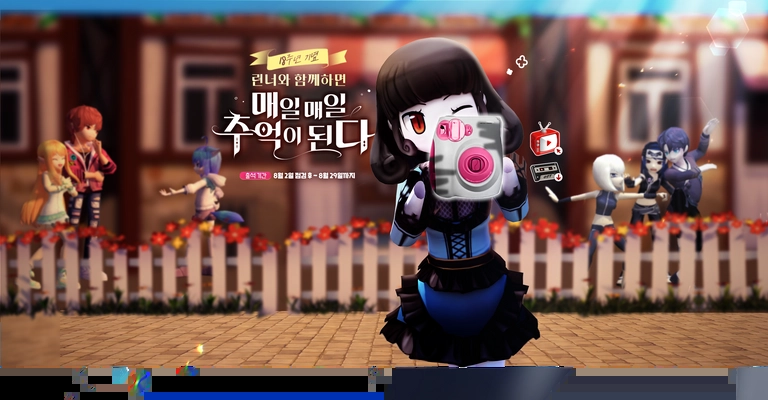 18주년 기념
런너와 함께하면
매일 매일
추억이 된다
출석 기간 8월 2일 점검 후 ~ 8월 29일까지